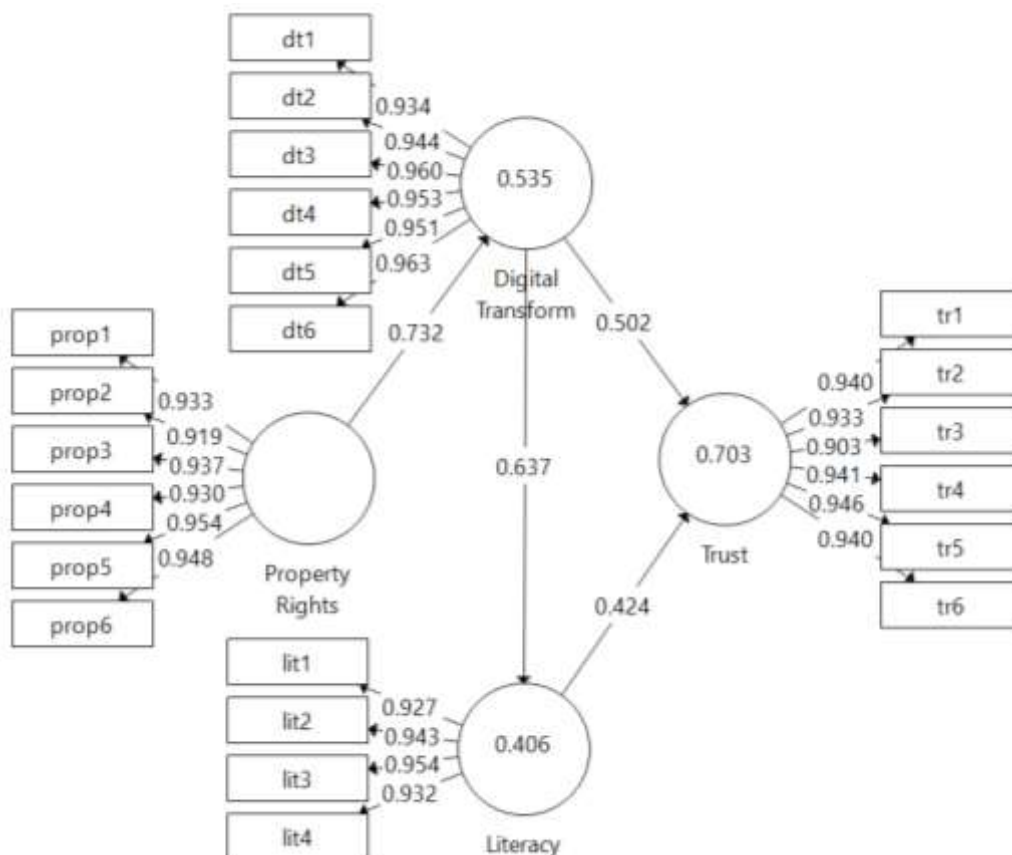 dt1
dt2
dt3
dt4
dt5
dt6
0.934
0.944
0.960
0.953
0.951
0.963
0.535
Digital
Transform
0.732
0.502
0.637
prop1
prop2
prop3
prop4
prop5
prop6
0.933
0.919
0.937
0.930
0.954
0.948
Property
Rights
0.703
Trust
0.940
0.933
0.903
0.941
0.946
0.940
tr1
tr2
tr3
tr4
tr5
tr6
0.424
lit1
lit2
lit3
lit4
0.927
0.943
0.954
0.932
0.406
Literacy